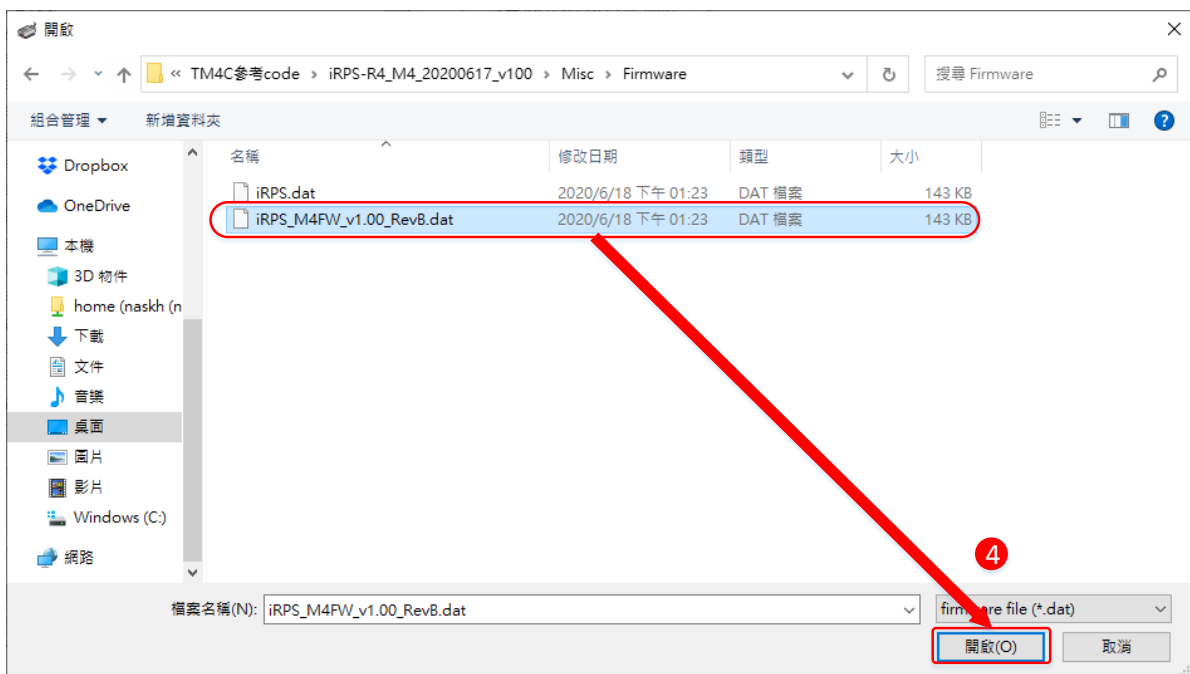 開啟
« TM4C參考code › iRPS-R4_M4_20200617_v100 › Misc › Firmware
搜尋 Firmware
組合管理 新增資料夾
名稱 修改日期 類型 大小
iRPS.dat 2020/6/18 下午 01:23 DAT 檔案 143 KB
iRPS_M4FW_v1.00_RevB.dat 2020/6/18 下午 01:23 DAT 檔案 143 KB
Dropbox
OneDrive
本機
3D 物件
home (naskh (n
下載
文件
音樂
桌面
圖片
影片
Windows (C:)
網路
4
檔案名稱(N): iRPS_M4FW_v1.00_RevB.dat
firmware file (*.dat)
開啟(O) 取消